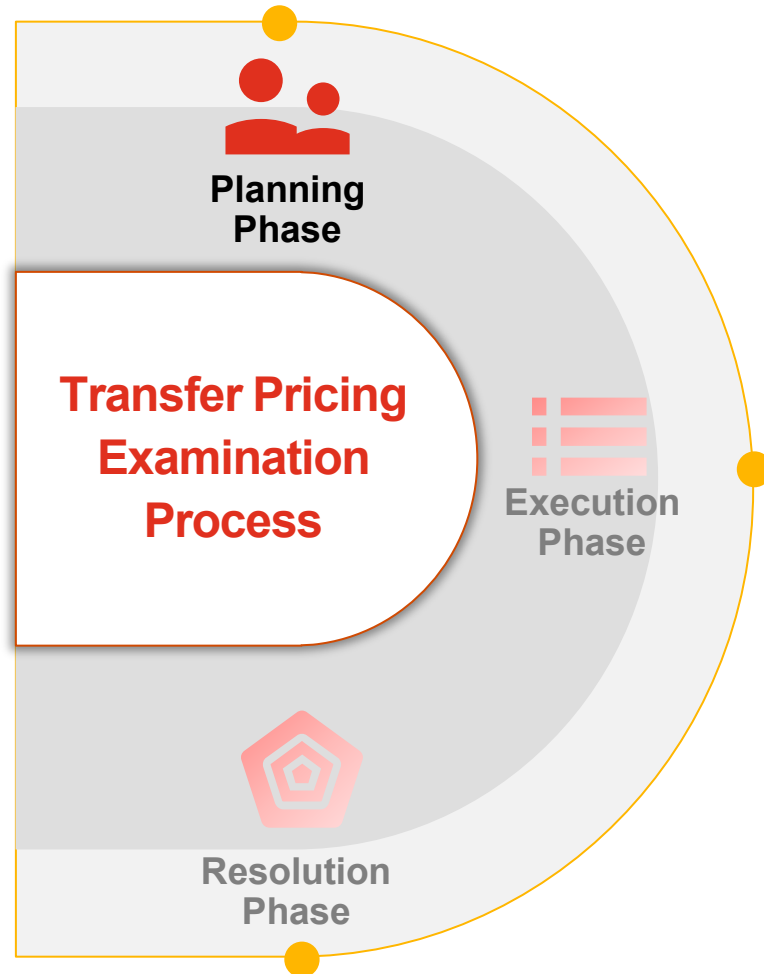 Planning
Phase
Transfer Pricing
Examination
Process
Execution
Phase
Resolution
Phase